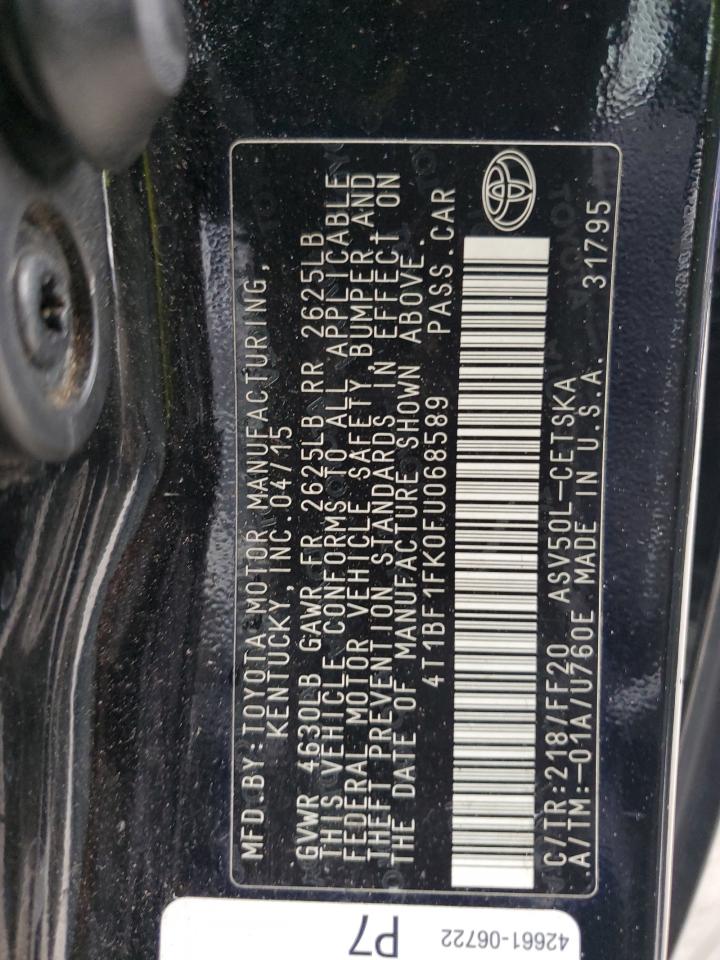 MFD.BY:TOYOTA MOTOR MANUFACTURING,
KENTUCKY, INC. 04/15
GVWR 4630LB GAWR FR 2625LB RR 2625LB
THIS VEHICLE CONFORMS TO ALL APPLICABLE
FEDERAL MOTOR VEHICLE SAFETY, BUMPER AND
THEFT PREVENTION STANDARDS IN EFFECT ON
THE DATE OF MANUFACTURE SHOWN ABOVE.
4T1BF1FK0FU068589 PASS.CAR
C/TR:218/FF20 ASV50L-CETSKA
A/TM:-01A/U760E MADE IN U.S.A. 31795
P7
42661-06722